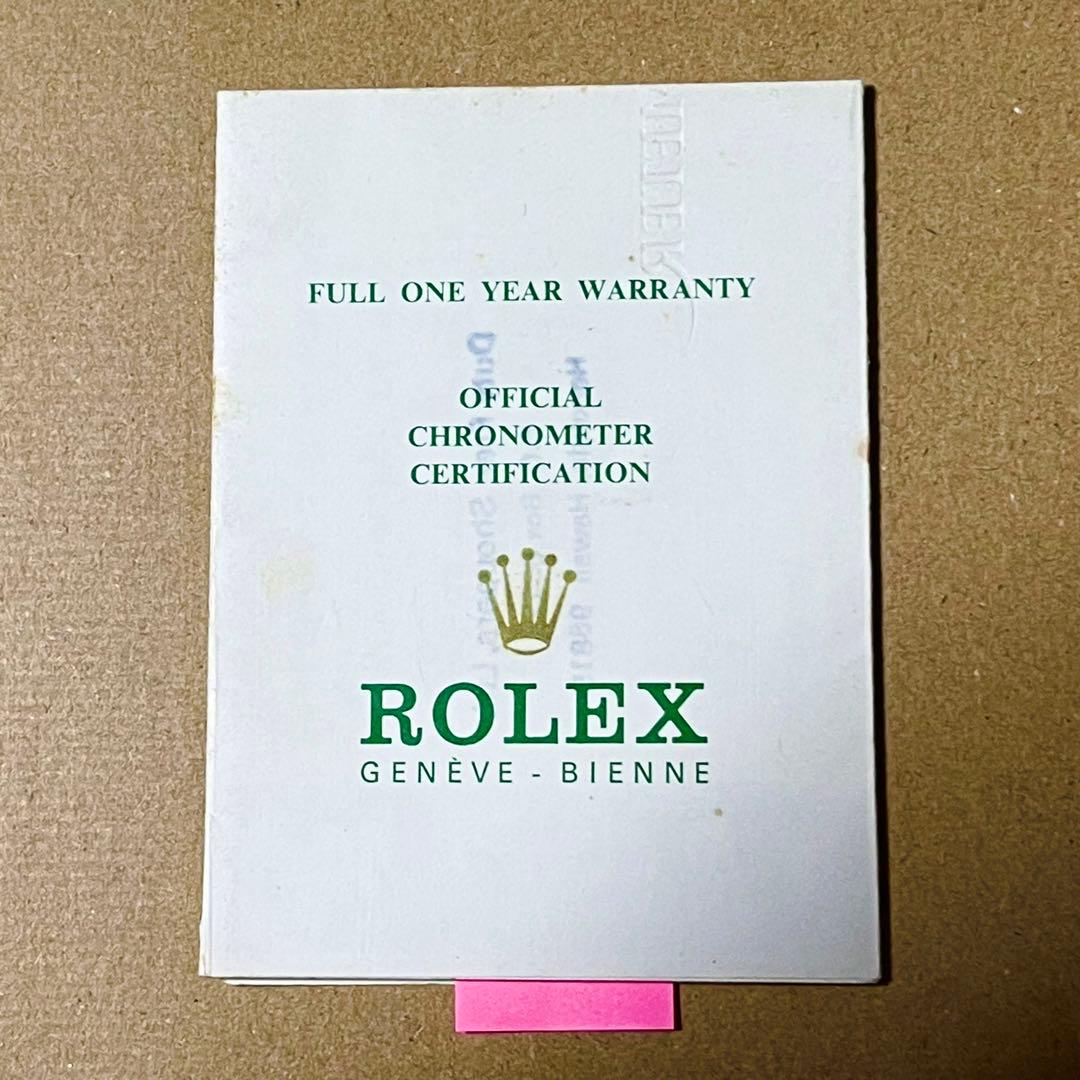 FULL ONE YEAR WARRANTY
OFFICIAL
CHRONOMETER
CERTIFICATION
ROLEX
GENÈVE - BIENNE